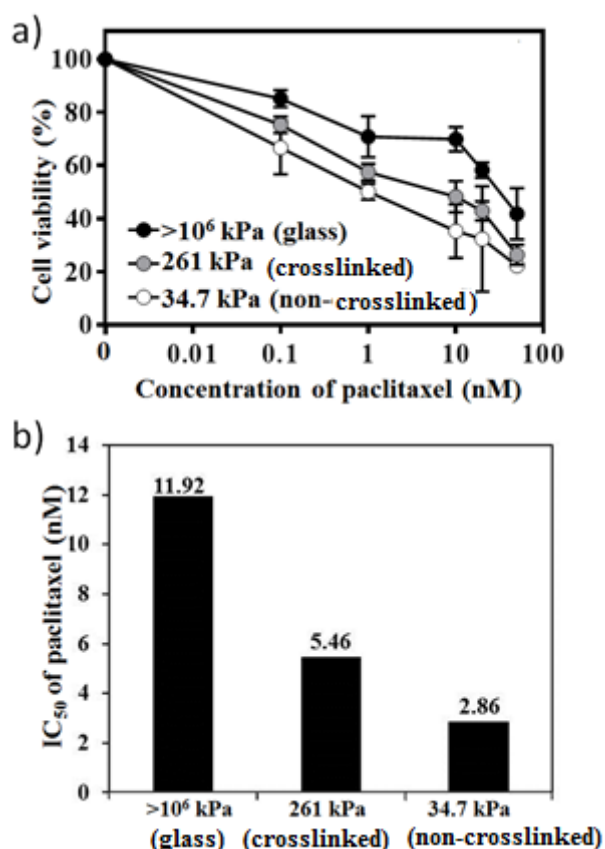 a)
Cell viability (%)
100
80
60
40
20
0
>10⁶ kPa (glass)
261 kPa (crosslinked)
34.7 kPa (non-crosslinked)
0 0.01 0.1 1 10 100
Concentration of paclitaxel (nM)
b)
IC₅₀ of paclitaxel (nM)
14
12
10
8
6
4
2
0
11.92
5.46
2.86
>10⁶ kPa 261 kPa 34.7 kPa
(glass) (crosslinked) (non-crosslinked)